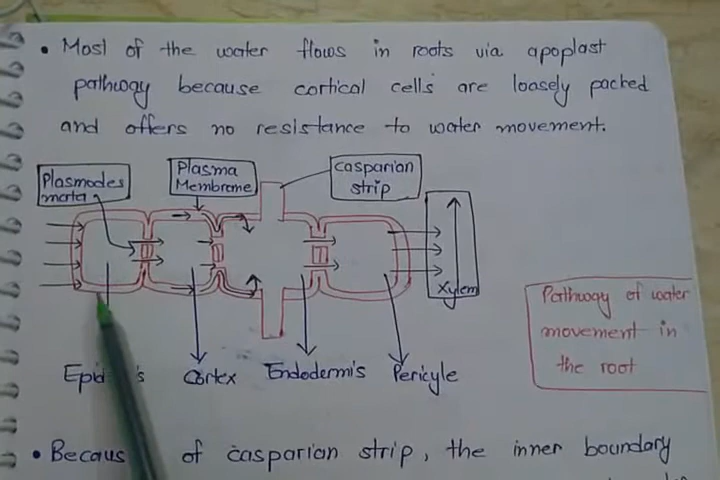 • Most of the water flows in roots via apoplast
pathway because cortical cells are loosely packed
and offers no resistance to water movement.
Plasmodes
mata
Plasma
Membrane
Casparian
strip
Xylem
Pathway of water
movement in
the root
Cortex
Endodermis
Pericyle
• of casparian strip, the inner boundary